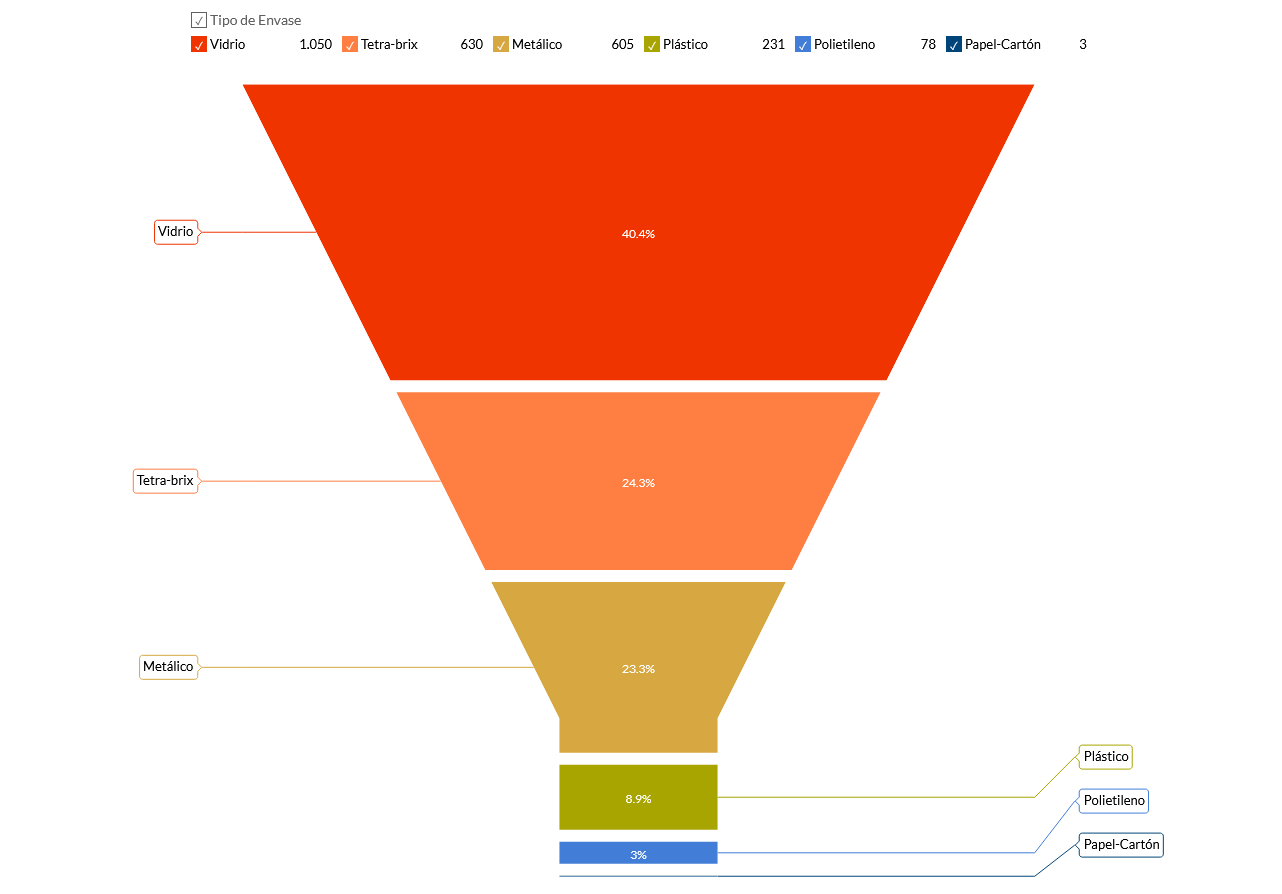 Tipo de Envase
Vidrio 1.050 Tetra-brix 630 Metálico 605 Plástico 231 Polietileno 78 Papel-Cartón 3
Vidrio
40.4%
Tetra-brix
24.3%
Metálico
23.3%
Plástico
8.9%
Polietileno
Papel-Cartón
3%